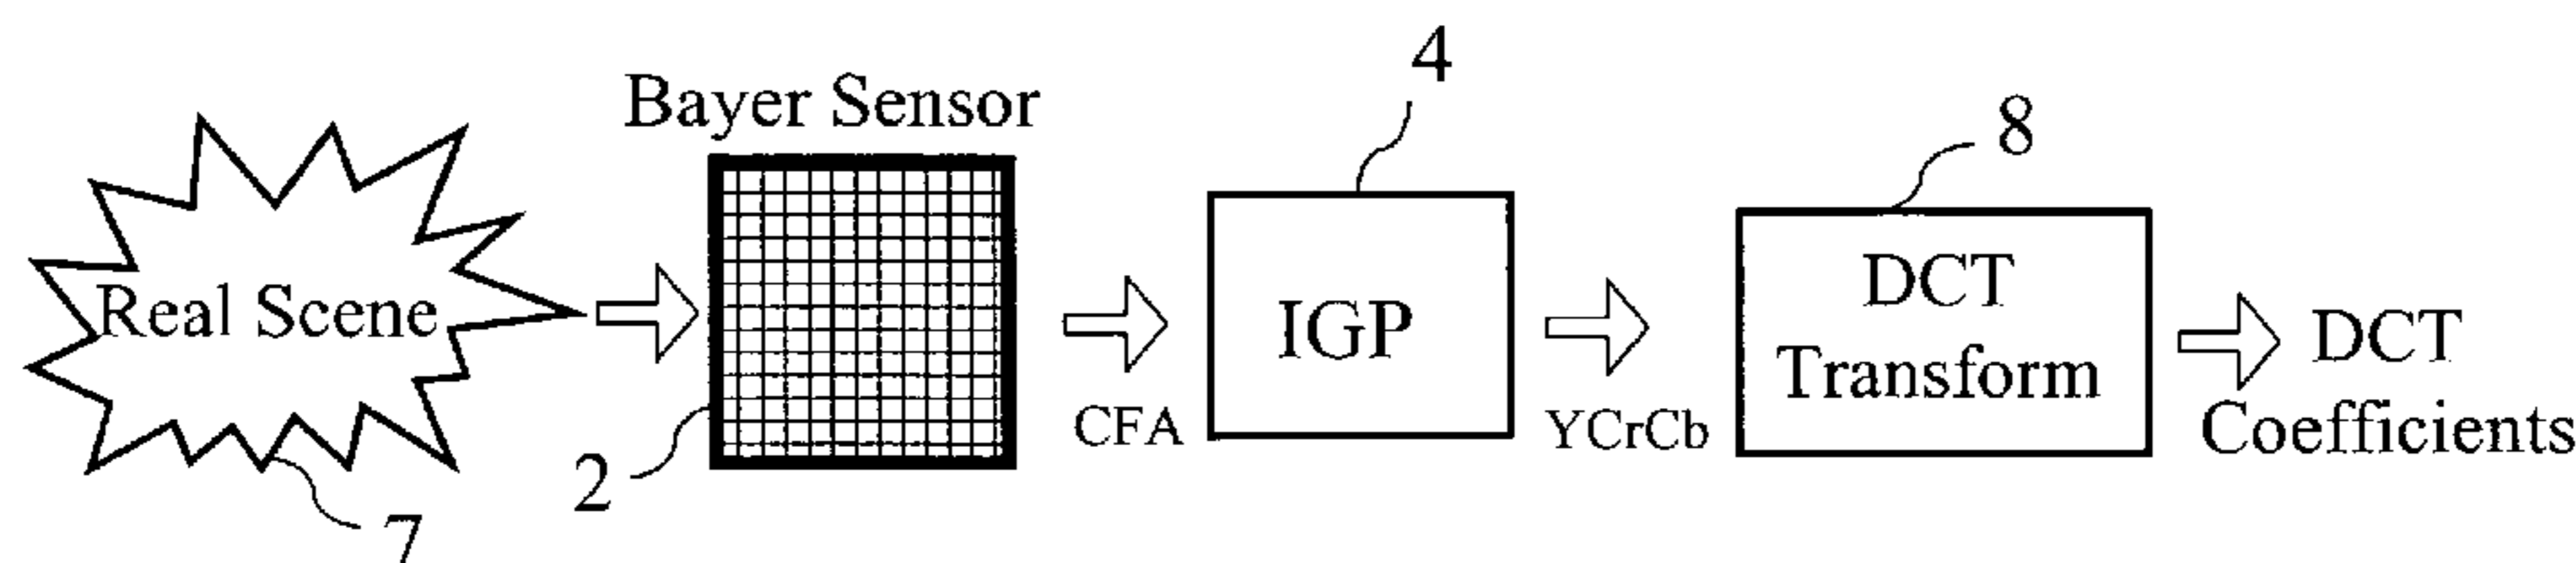 4
Bayer Sensor
8
Real Scene
IGP
DCT
Transform
DCT
Coefficients
CFA
YCrCb
2
7